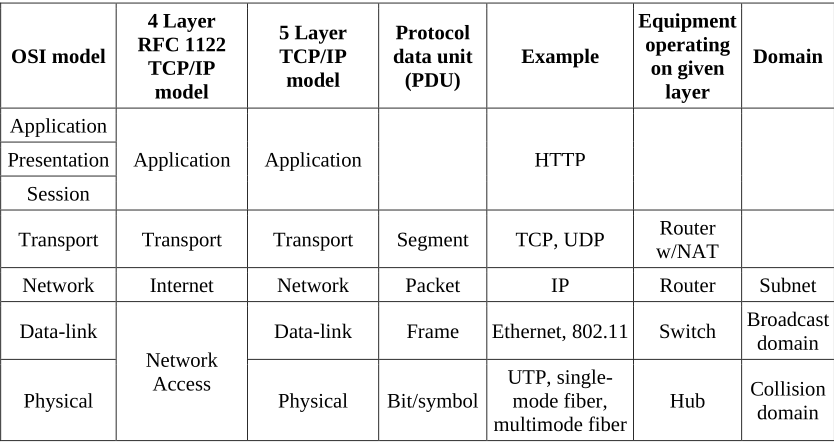 OSI model
4 Layer
RFC 1122
TCP/IP
model
5 Layer
TCP/IP
model
Protocol
data unit
(PDU)
Example
Equipment
operating
on given
layer
Domain
Application
Presentation
Session
Application
Application
HTTP
Transport
Transport
Transport
Segment
TCP, UDP
Router
w/NAT
Network
Internet
Network
Packet
IP
Router
Subnet
Data-link
Network
Access
Data-link
Frame
Ethernet, 802.11
Switch
Broadcast
domain
Physical
Physical
Bit/symbol
UTP, single-
mode fiber,
multimode fiber
Hub
Collision
domain